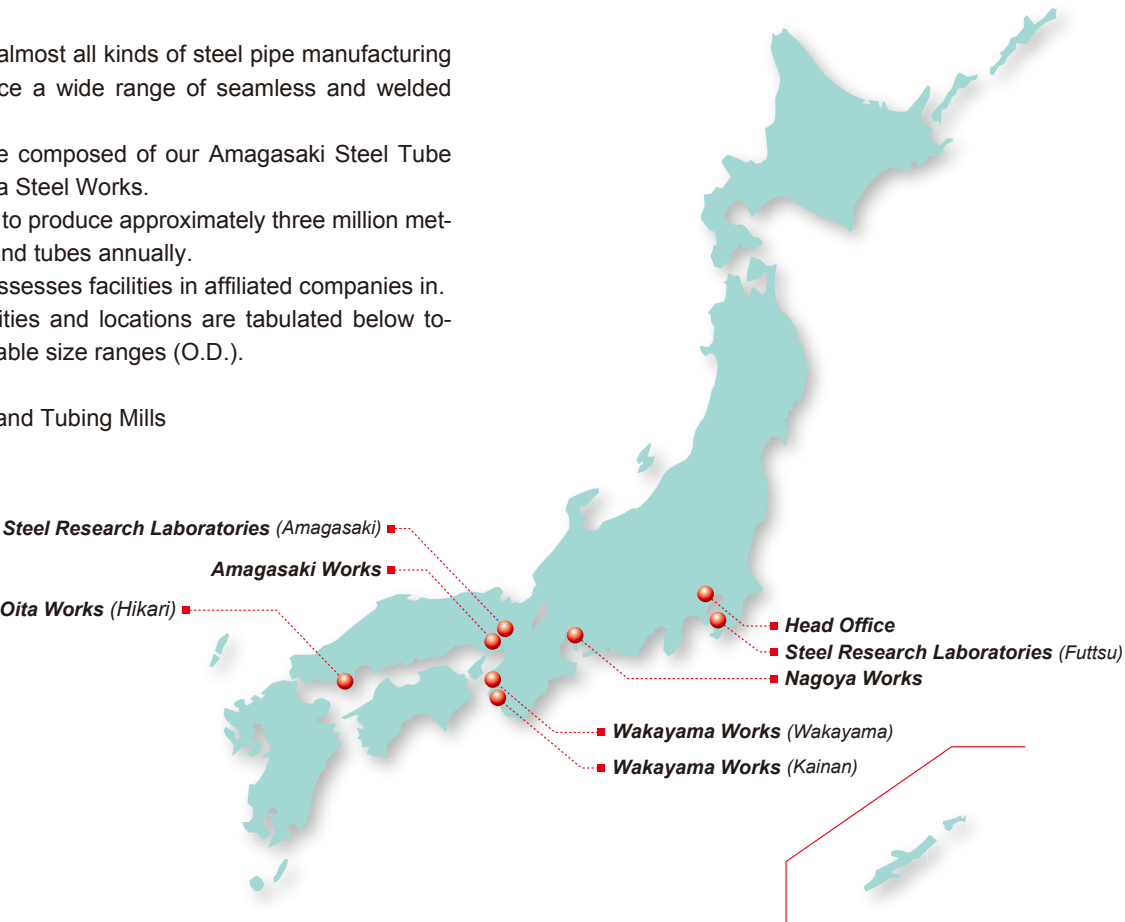 almost all kinds of steel pipe manufacturing
ce a wide range of seamless and welded
e composed of our Amagasaki Steel Tube
a Steel Works.
to produce approximately three million met-
and tubes annually.
ssesses facilities in affiliated companies in.
ities and locations are tabulated below to-
able size ranges (O.D.).
and Tubing Mills
Steel Research Laboratories (Amagasaki)
Amagasaki Works
Oita Works (Hikari)
Head Office
Steel Research Laboratories (Futtsu)
Nagoya Works
Wakayama Works (Wakayama)
Wakayama Works (Kainan)